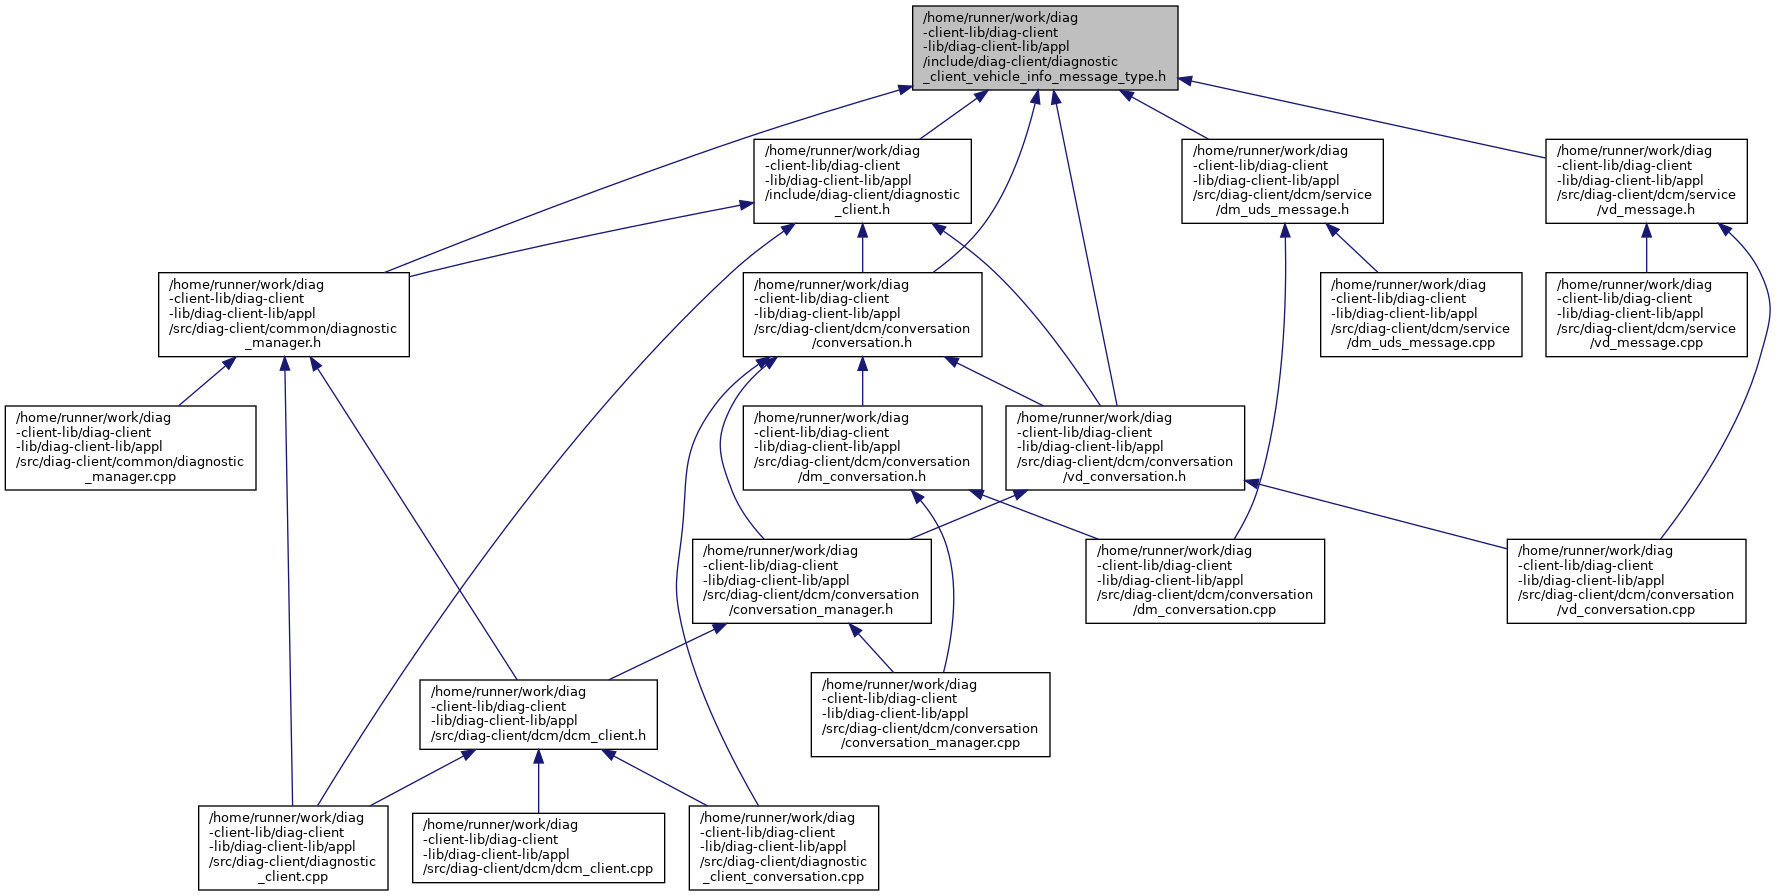 /home/runner/work/diag
-client-lib/diag-client
-lib/diag-client-lib/appl
/include/diag-client/diagnostic
_client_vehicle_info_message_type.h
/home/runner/work/diag
-client-lib/diag-client
-lib/diag-client-lib/appl
/include/diag-client/diagnostic
_client.h
/home/runner/work/diag
-client-lib/diag-client
-lib/diag-client-lib/appl
/src/diag-client/dcm/service
/dm_uds_message.h
/home/runner/work/diag
-client-lib/diag-client
-lib/diag-client-lib/appl
/src/diag-client/dcm/service
/vd_message.h
/home/runner/work/diag
-client-lib/diag-client
-lib/diag-client-lib/appl
/src/diag-client/common/diagnostic
_manager.h
/home/runner/work/diag
-client-lib/diag-client
-lib/diag-client-lib/appl
/src/diag-client/dcm/conversation
/conversation.h
/home/runner/work/diag
-client-lib/diag-client
-lib/diag-client-lib/appl
/src/diag-client/dcm/service
/dm_uds_message.cpp
/home/runner/work/diag
-client-lib/diag-client
-lib/diag-client-lib/appl
/src/diag-client/dcm/service
/vd_message.cpp
/home/runner/work/diag
-client-lib/diag-client
-lib/diag-client-lib/appl
/src/diag-client/common/diagnostic
_manager.cpp
/home/runner/work/diag
-client-lib/diag-client
-lib/diag-client-lib/appl
/src/diag-client/dcm/conversation
/dm_conversation.h
/home/runner/work/diag
-client-lib/diag-client
-lib/diag-client-lib/appl
/src/diag-client/dcm/conversation
/vd_conversation.h
/home/runner/work/diag
-client-lib/diag-client
-lib/diag-client-lib/appl
/src/diag-client/dcm/conversation
/conversation_manager.h
/home/runner/work/diag
-client-lib/diag-client
-lib/diag-client-lib/appl
/src/diag-client/dcm/conversation
/dm_conversation.cpp
/home/runner/work/diag
-client-lib/diag-client
-lib/diag-client-lib/appl
/src/diag-client/dcm/conversation
/vd_conversation.cpp
/home/runner/work/diag
-client-lib/diag-client
-lib/diag-client-lib/appl
/src/diag-client/dcm/dcm_client.h
/home/runner/work/diag
-client-lib/diag-client
-lib/diag-client-lib/appl
/src/diag-client/dcm/conversation
/conversation_manager.cpp
/home/runner/work/diag
-client-lib/diag-client
-lib/diag-client-lib/appl
/src/diag-client/diagnostic
_client.cpp
/home/runner/work/diag
-client-lib/diag-client
-lib/diag-client-lib/appl
/src/diag-client/dcm/dcm_client.cpp
/home/runner/work/diag
-client-lib/diag-client
-lib/diag-client-lib/appl
/src/diag-client/diagnostic
_client_conversation.cpp